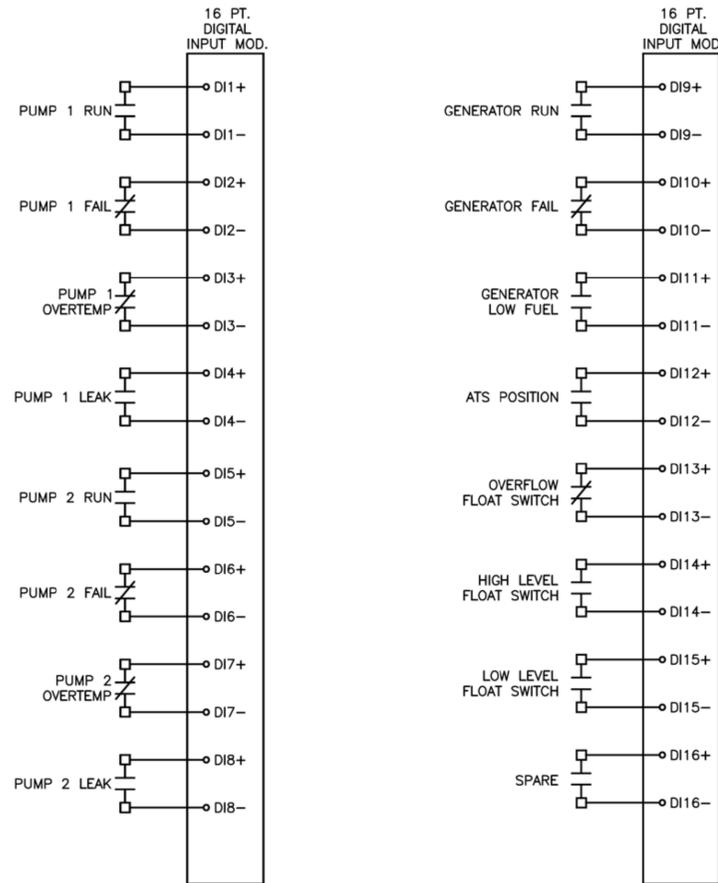 16 PT.
DIGITAL
INPUT MOD.
PUMP 1 RUN
DI1+
DI1-
PUMP 1 FAIL
DI2+
DI2-
PUMP 1
OVERTEMP
DI3+
DI3-
PUMP 1 LEAK
DI4+
DI4-
PUMP 2 RUN
DI5+
DI5-
PUMP 2 FAIL
DI6+
DI6-
PUMP 2
OVERTEMP
DI7+
DI7-
PUMP 2 LEAK
DI8+
DI8-
16 PT.
DIGITAL
INPUT MOD
GENERATOR RUN
DI9+
DI9-
GENERATOR FAIL
DI10+
DI10-
GENERATOR
LOW FUEL
DI11+
DI11-
ATS POSITION
DI12+
DI12-
OVERFLOW
FLOAT SWITCH
DI13+
DI13-
HIGH LEVEL
FLOAT SWITCH
DI14+
DI14-
LOW LEVEL
FLOAT SWITCH
DI15+
DI15-
SPARE
DI16+
DI16-